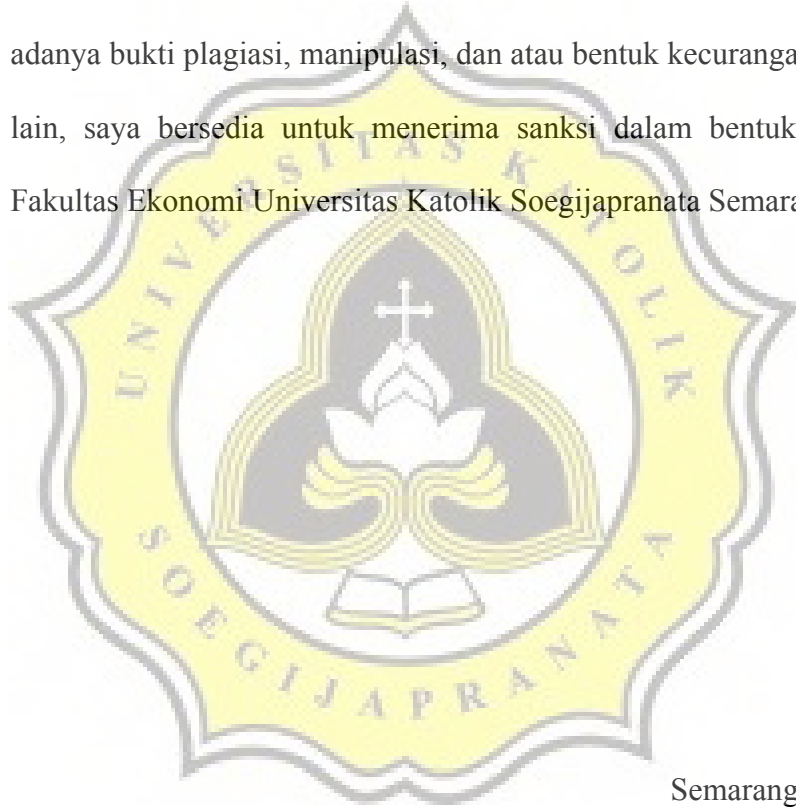 adanya bukti plagiasi, manipulasi, dan atau bentuk kecuranga
lain, saya bersedia untuk menerima sanksi dalam bentuk
Fakultas Ekonomi Universitas Katolik Soegijapranata Semara
UNIVERSITAS KATOLIK
SOEGIJAPRANATA
Semarang